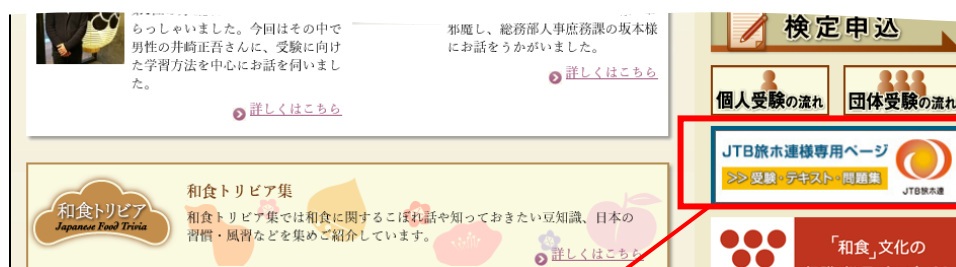 らっしゃいました。今回はその中で
男性の井崎正吾さんに、受験に向け
た学習方法を中心にお話を伺いまし
た。
詳しくはこちら
邪魔し、総務部人事庶務課の坂本様
にお話をうかがいました。
詳しくはこちら
和食トリビア
Japanese Food Trivia
和食トリビア集
和食トリビア集では和食に関するこぼれ話や知っておきたい豆知識、日本の
習慣・風習などを集めご紹介しています。
詳しくはこちら
検定申込
個人受験の流れ
団体受験の流れ
JTB旅ホ連様専用ページ
>> 受験・テキスト・問題集
JTB旅ホ連
「和食」文化の